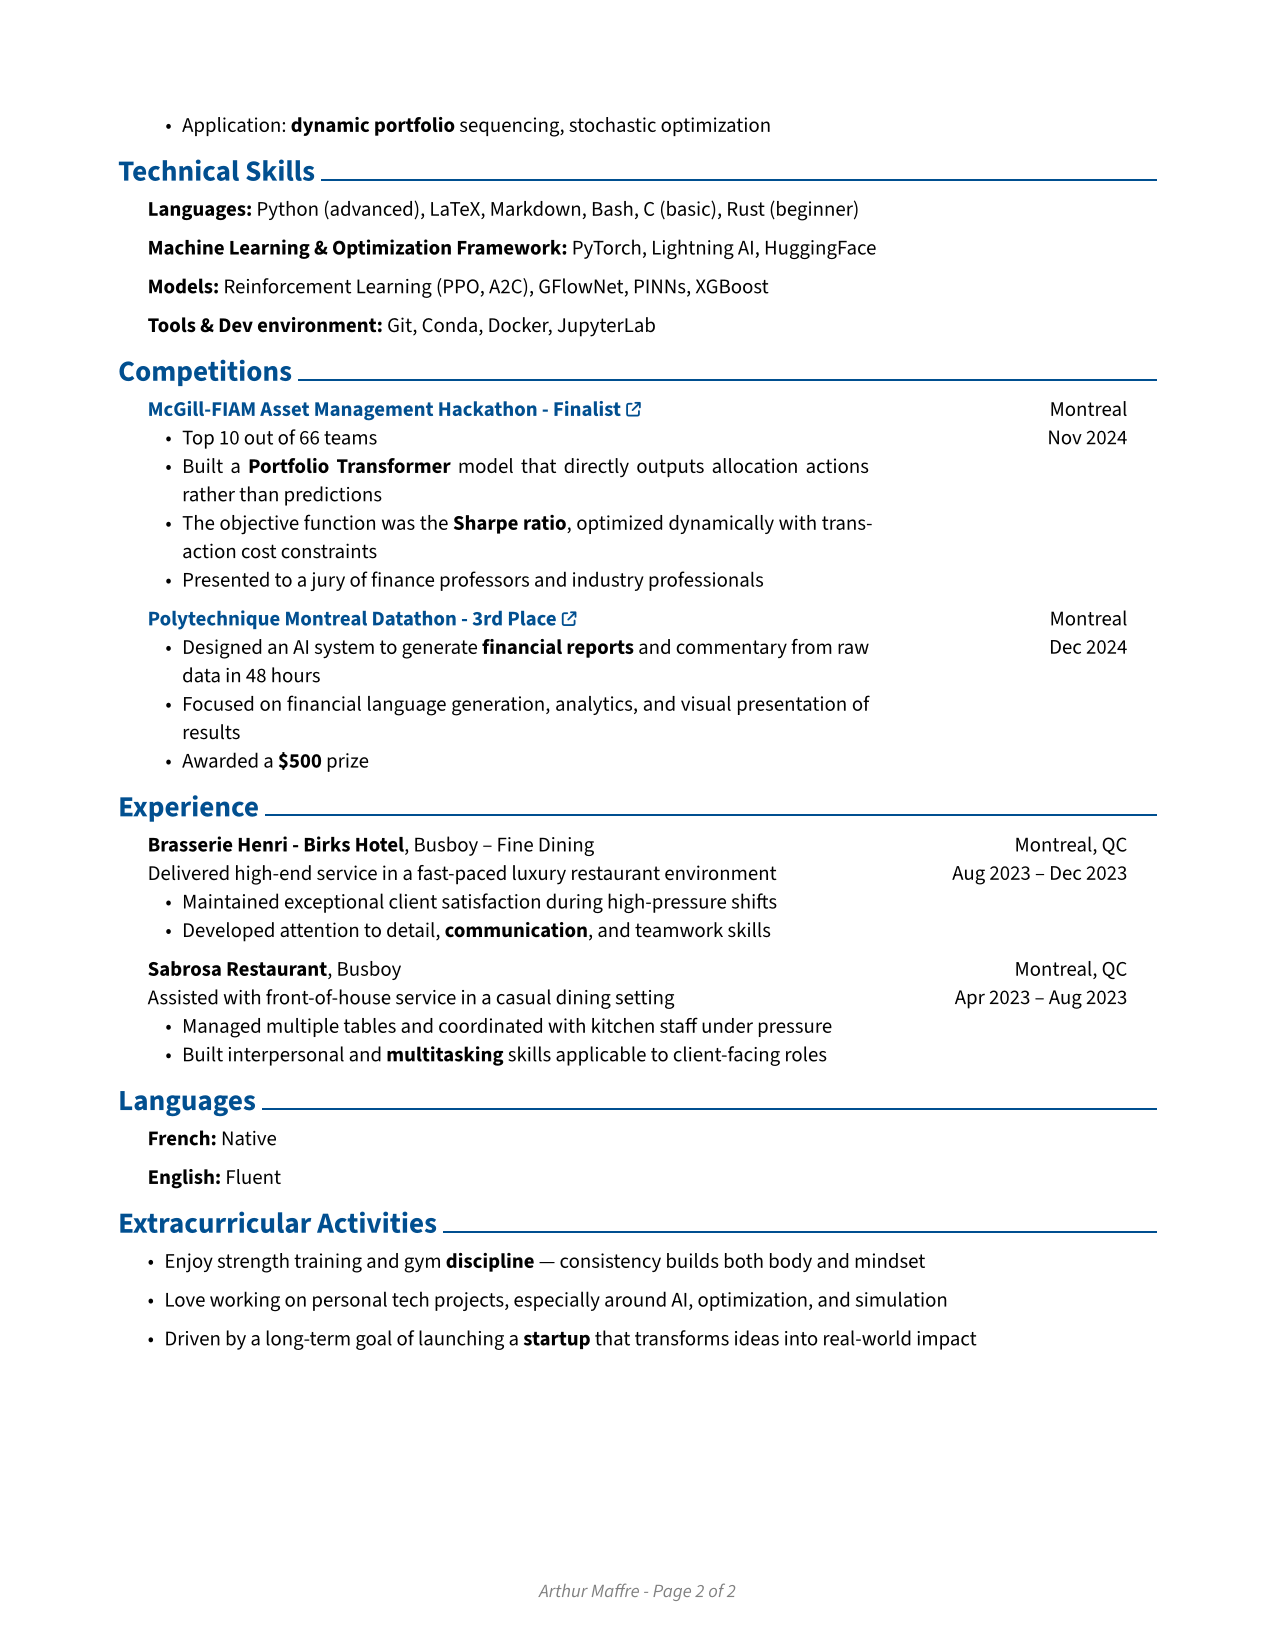 • Application: dynamic portfolio sequencing, stochastic optimization
Technical Skills
Languages: Python (advanced), LaTeX, Markdown, Bash, C (basic), Rust (beginner)
Machine Learning & Optimization Framework: PyTorch, Lightning AI, HuggingFace
Models: Reinforcement Learning (PPO, A2C), GFlowNet, PINNs, XGBoost
Tools & Dev environment: Git, Conda, Docker, JupyterLab
Competitions
McGill-FIAM Asset Management Hackathon - Finalist Montreal
• Top 10 out of 66 teams Nov 2024
• Built a Portfolio Transformer model that directly outputs allocation actions
rather than predictions
• The objective function was the Sharpe ratio, optimized dynamically with trans-
action cost constraints
• Presented to a jury of finance professors and industry professionals
Polytechnique Montreal Datathon - 3rd Place Montreal
• Designed an AI system to generate financial reports and commentary from raw Dec 2024
data in 48 hours
• Focused on financial language generation, analytics, and visual presentation of
results
• Awarded a $500 prize
Experience
Brasserie Henri - Birks Hotel, Busboy – Fine Dining Montreal, QC
Delivered high-end service in a fast-paced luxury restaurant environment Aug 2023 – Dec 2023
• Maintained exceptional client satisfaction during high-pressure shifts
• Developed attention to detail, communication, and teamwork skills
Sabrosa Restaurant, Busboy Montreal, QC
Assisted with front-of-house service in a casual dining setting Apr 2023 – Aug 2023
• Managed multiple tables and coordinated with kitchen staff under pressure
• Built interpersonal and multitasking skills applicable to client-facing roles
Languages
French: Native
English: Fluent
Extracurricular Activities
• Enjoy strength training and gym discipline — consistency builds both body and mindset
• Love working on personal tech projects, especially around AI, optimization, and simulation
• Driven by a long-term goal of launching a startup that transforms ideas into real-world impact
Arthur Maffre - Page 2 of 2